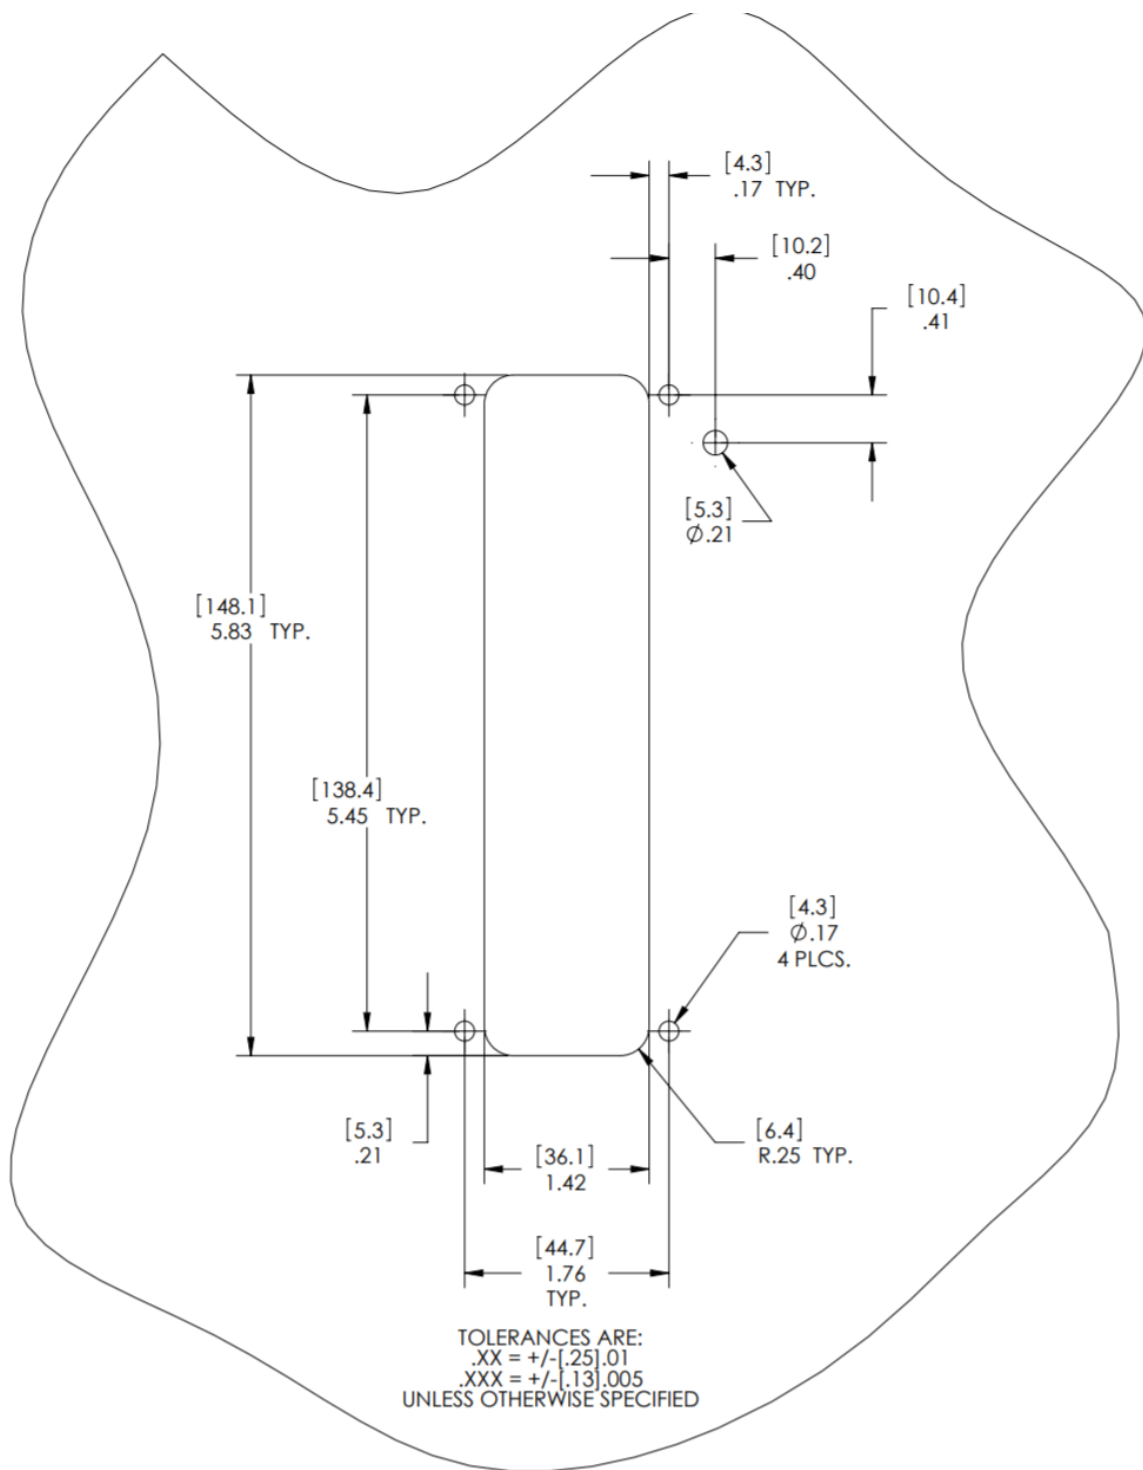 [4.3]
.17 TYP.
[10.2]
.40
[10.4]
.41
[5.3]
Ø.21
[148.1]
5.83 TYP.
[138.4]
5.45 TYP.
[4.3]
Ø.17
4 PLCS.
[5.3]
.21
[36.1]
1.42
[6.4]
R.25 TYP.
[44.7]
1.76
TYP.
TOLERANCES ARE:
.XX = +/-[.25].01
.XXX = +/-[.13].005
UNLESS OTHERWISE SPECIFIED